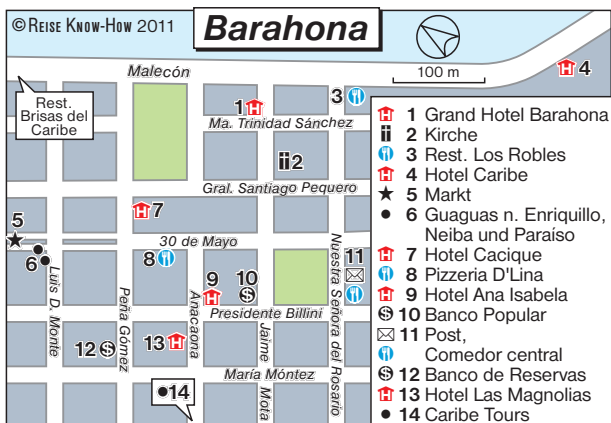 © REISE KNOW-HOW 2011
Barahona
100 m
Malecón
4
Rest.
Brisas del
Caribe
1
3
Ma. Trinidad Sánchez
2
Gral. Santiago Pequero
7
5
30 de Mayo
6
8
9
10
11
Luis D. Monte
Peña Gómez
Anacaona
Jaime Mota
Nuestra Señora del Rosario
Presidente Billini
12
13
María Móntez
14
1 Grand Hotel Barahona
2 Kirche
3 Rest. Los Robles
4 Hotel Caribe
5 Markt
6 Guaguas n. Enriquillo,
Neiba und Paraíso
7 Hotel Cacique
8 Pizzeria D'Lina
9 Hotel Ana Isabela
10 Banco Popular
11 Post,
Comedor central
12 Banco de Reservas
13 Hotel Las Magnolias
14 Caribe Tours